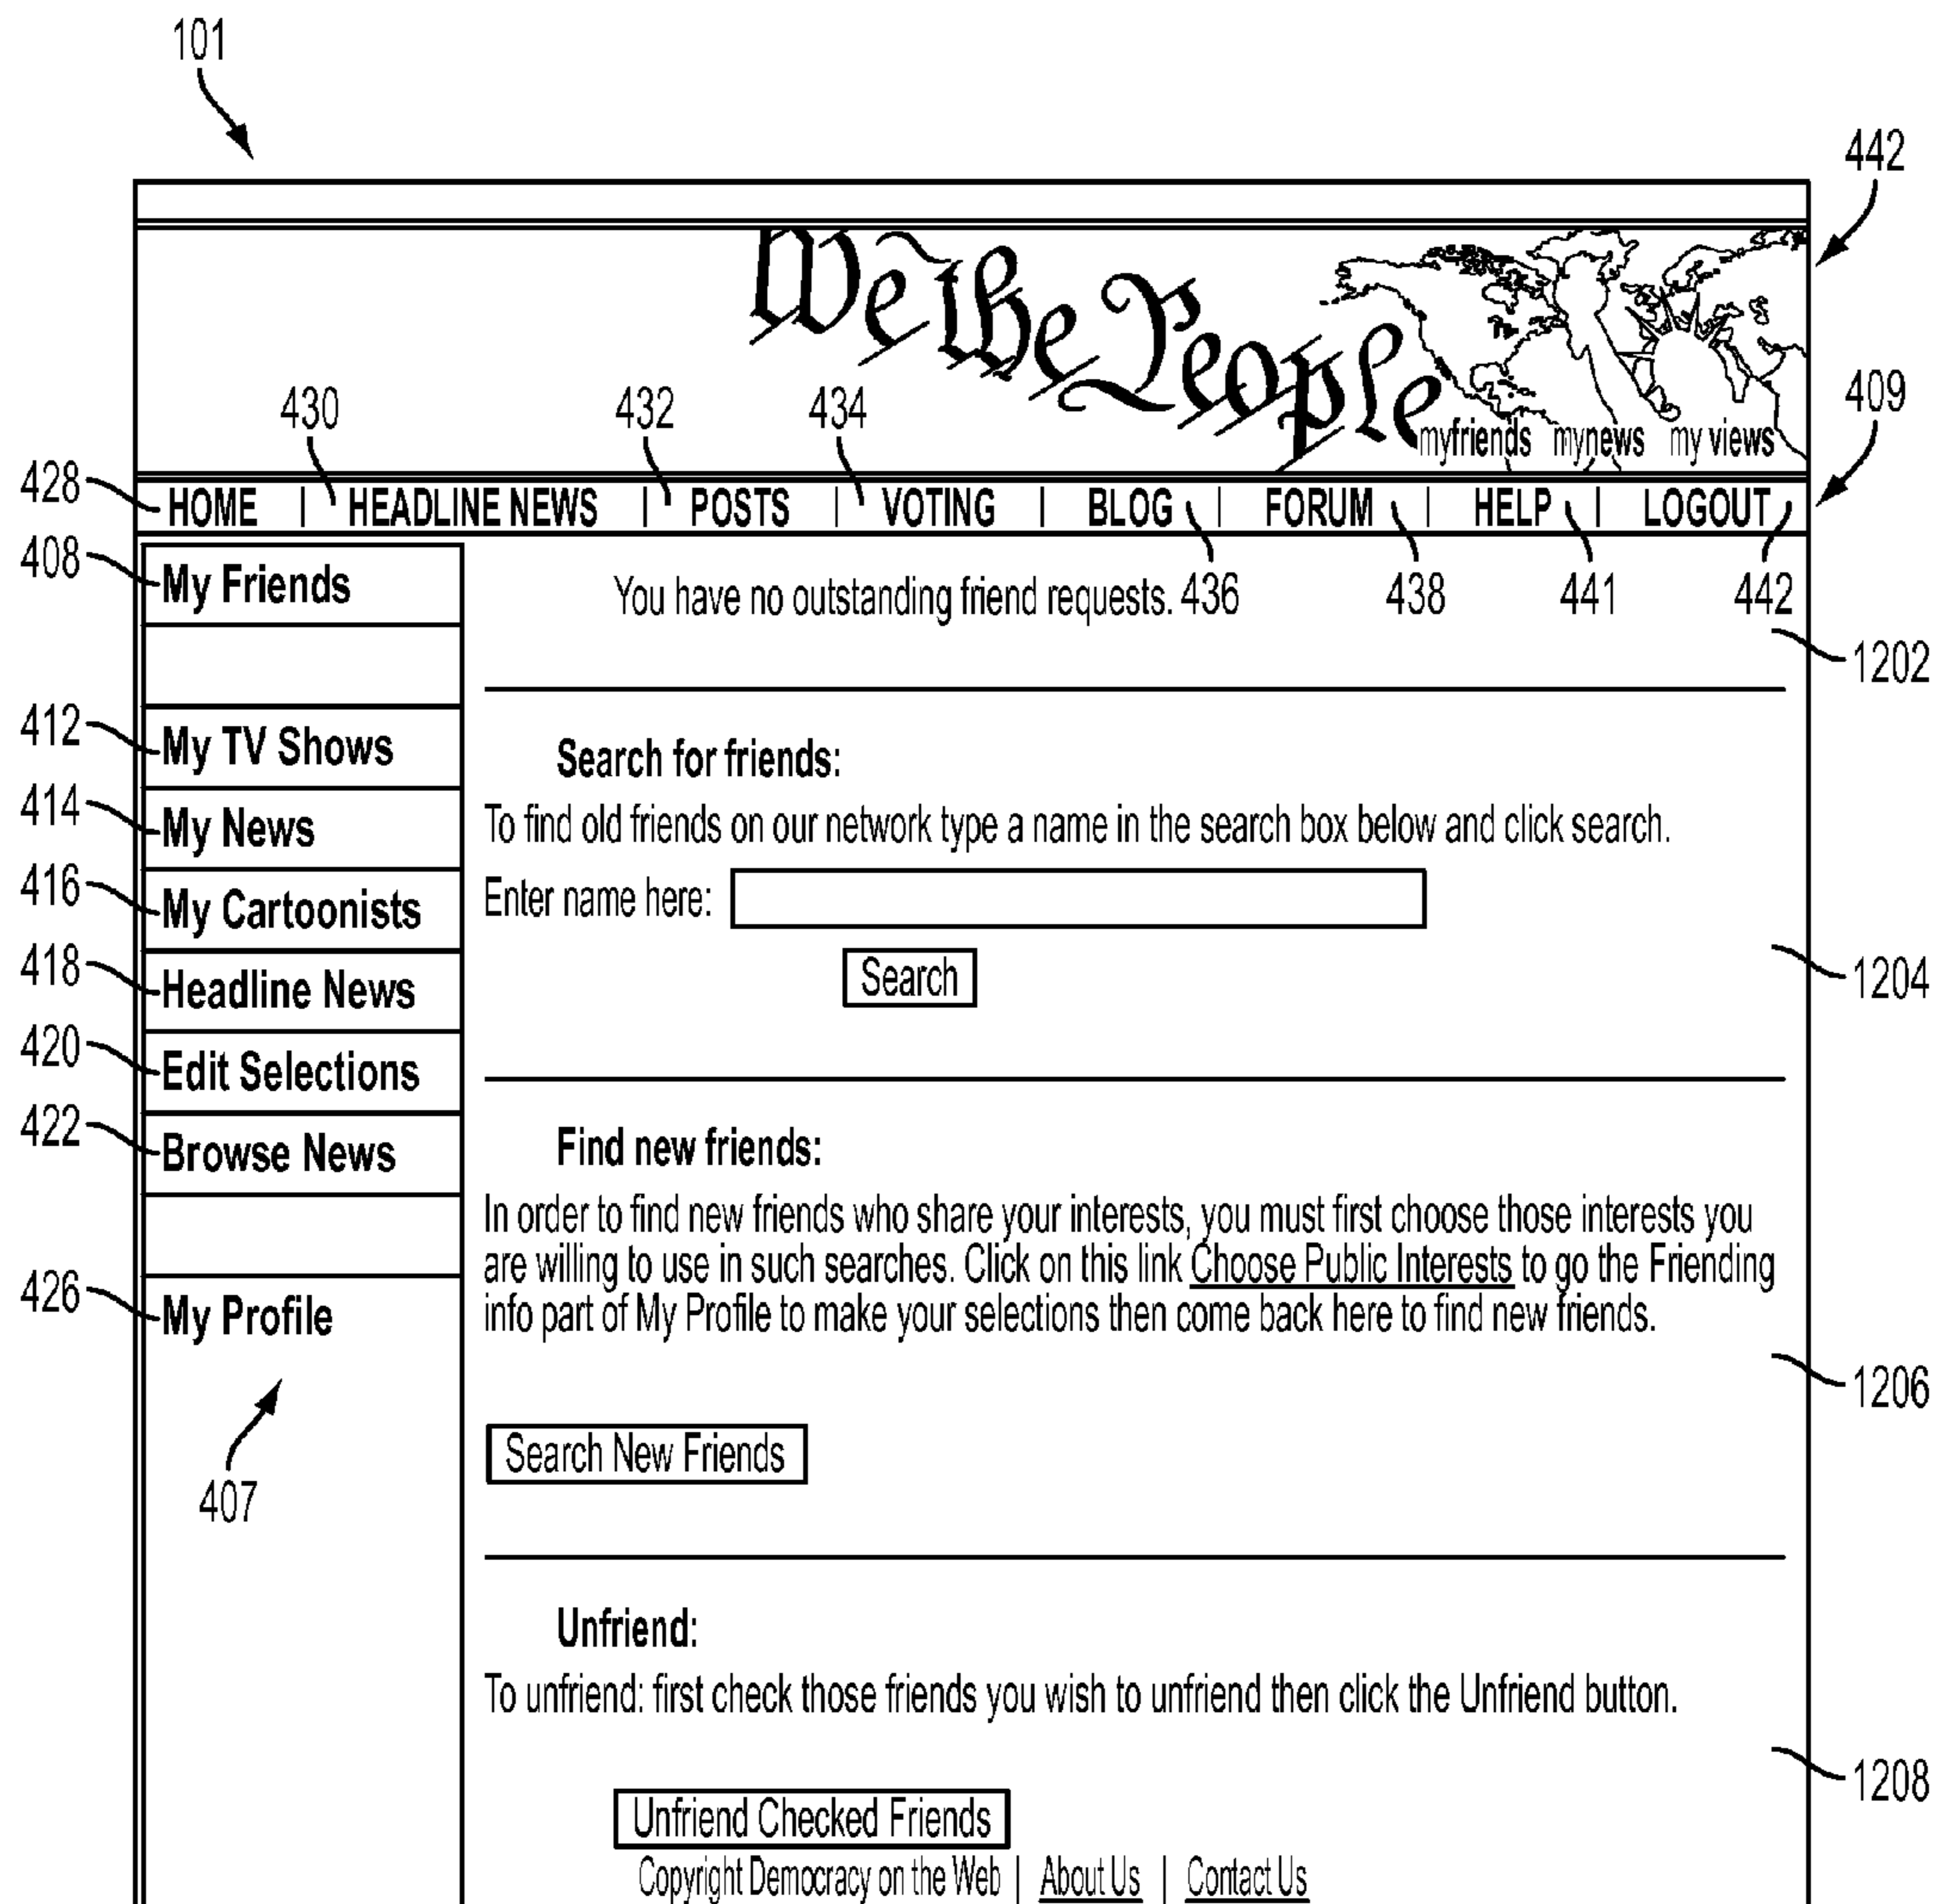 101
442
We the People
430 432 434
409
myfriends mynews my views
428
HOME | HEADLINE NEWS | POSTS | VOTING | BLOG | FORUM | HELP | LOGOUT
408
My Friends
You have no outstanding friend requests. 436 438 441 442
1202
412
My TV Shows
Search for friends:
414
My News
To find old friends on our network type a name in the search box below and click search.
416
My Cartoonists
Enter name here:
418
Headline News
Search
1204
420
Edit Selections
422
Browse News
Find new friends:
In order to find new friends who share your interests, you must first choose those interests you
are willing to use in such searches. Click on this link Choose Public Interests to go the Friending
info part of My Profile to make your selections then come back here to find new friends.
426
My Profile
1206
Search New Friends
407
Unfriend:
To unfriend: first check those friends you wish to unfriend then click the Unfriend button.
1208
Unfriend Checked Friends
Copyright Democracy on the Web | About Us | Contact Us